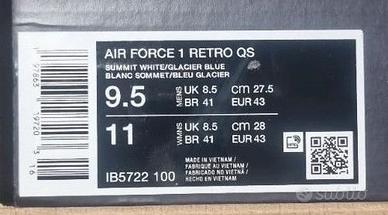 AIR FORCE 1 RETRO QS
SUMMIT WHITE/GLACIER BLUE
BLANC SOMMET/BLEU GLACIER
9.5 MENS UK 8.5 cm 27.5
BR 41 EUR 43
11 WMNS UK 8.5 cm 28
BR 41 EUR 43
MADE IN VIETNAM
FABRIQUÉ AU VIETNAM
FABRICADO NO VIETNÃ
HECHO EN VIETNAM
IB5722 100
subito